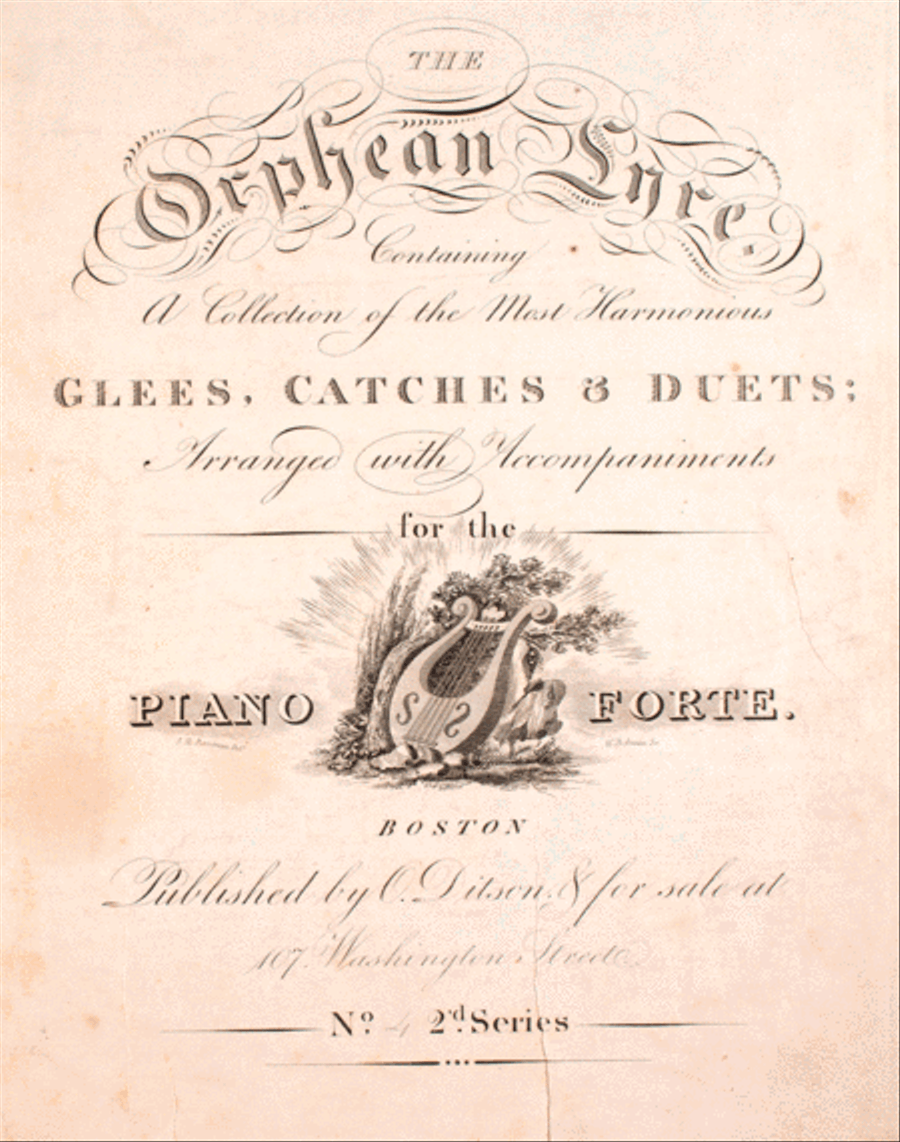 THE
Orphean Lyre.
Containing
A Collection of the Most Harmonious
GLEES, CATCHES & DUETS;
Arranged with Accompaniments
for the
PIANO FORTE.
BOSTON
Published by O. Ditson, & for sale at
107 Washington Street.
No. 4 2d. Series